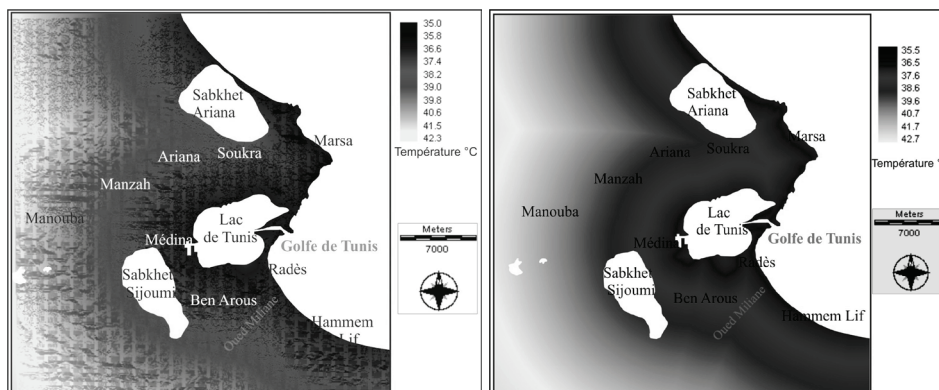 35.0
35.8
36.6
37.4
38.2
39.0
39.8
40.6
41.5
42.3
Température °C
Sabkhet
Ariana
Marsa
Soukra
Ariana
Manzah
Manouba
Lac
de Tunis
Médina
Golfe de Tunis
Radès
Sabkhet
Sijoumi
Ben Arous
Oued Miliane
Hammem
Lif
Meters
7000
35.5
36.5
37.6
38.6
39.6
40.6
41.7
42.7
Température °
Sabkhet
Ariana
Marsa
Soukra
Ariana
Manzah
Manouba
Lac
de Tunis
Médina
Golfe de Tunis
Radès
Sabkhet
Sijoumi
Ben Arous
Oued Miliane
Hammem Lif
Meters
7000